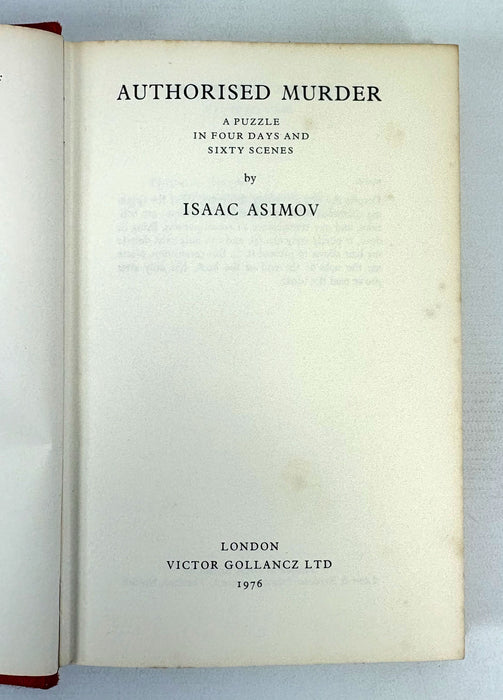 AUTHORISED MURDER
A PUZZLE
IN FOUR DAYS AND
SIXTY SCENES
by
ISAAC ASIMOV
LONDON
VICTOR GOLLANCZ LTD
1976